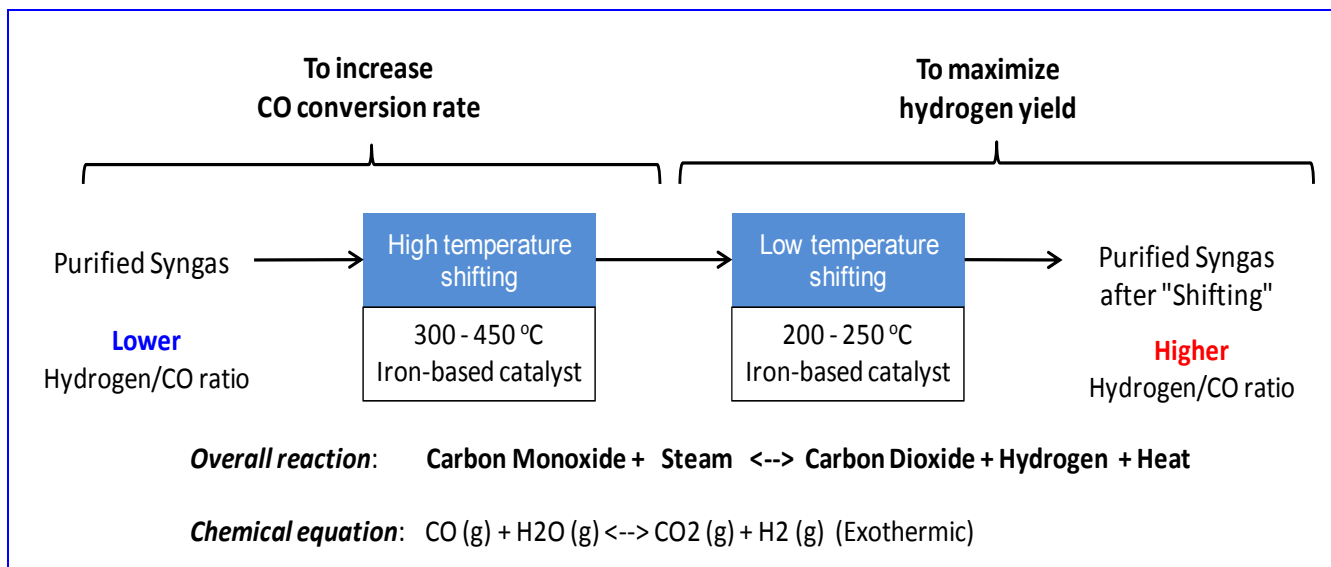 To increase
CO conversion rate
To maximize
hydrogen yield
Purified Syngas
Lower
Hydrogen/CO ratio
High temperature
shifting
300 - 450 ºC
Iron-based catalyst
Low temperature
shifting
200 - 250 ºC
Iron-based catalyst
Purified Syngas
after "Shifting"
Higher
Hydrogen/CO ratio
Overall reaction: Carbon Monoxide + Steam <--> Carbon Dioxide + Hydrogen + Heat
Chemical equation: CO (g) + H2O (g) <--> CO2 (g) + H2 (g) (Exothermic)